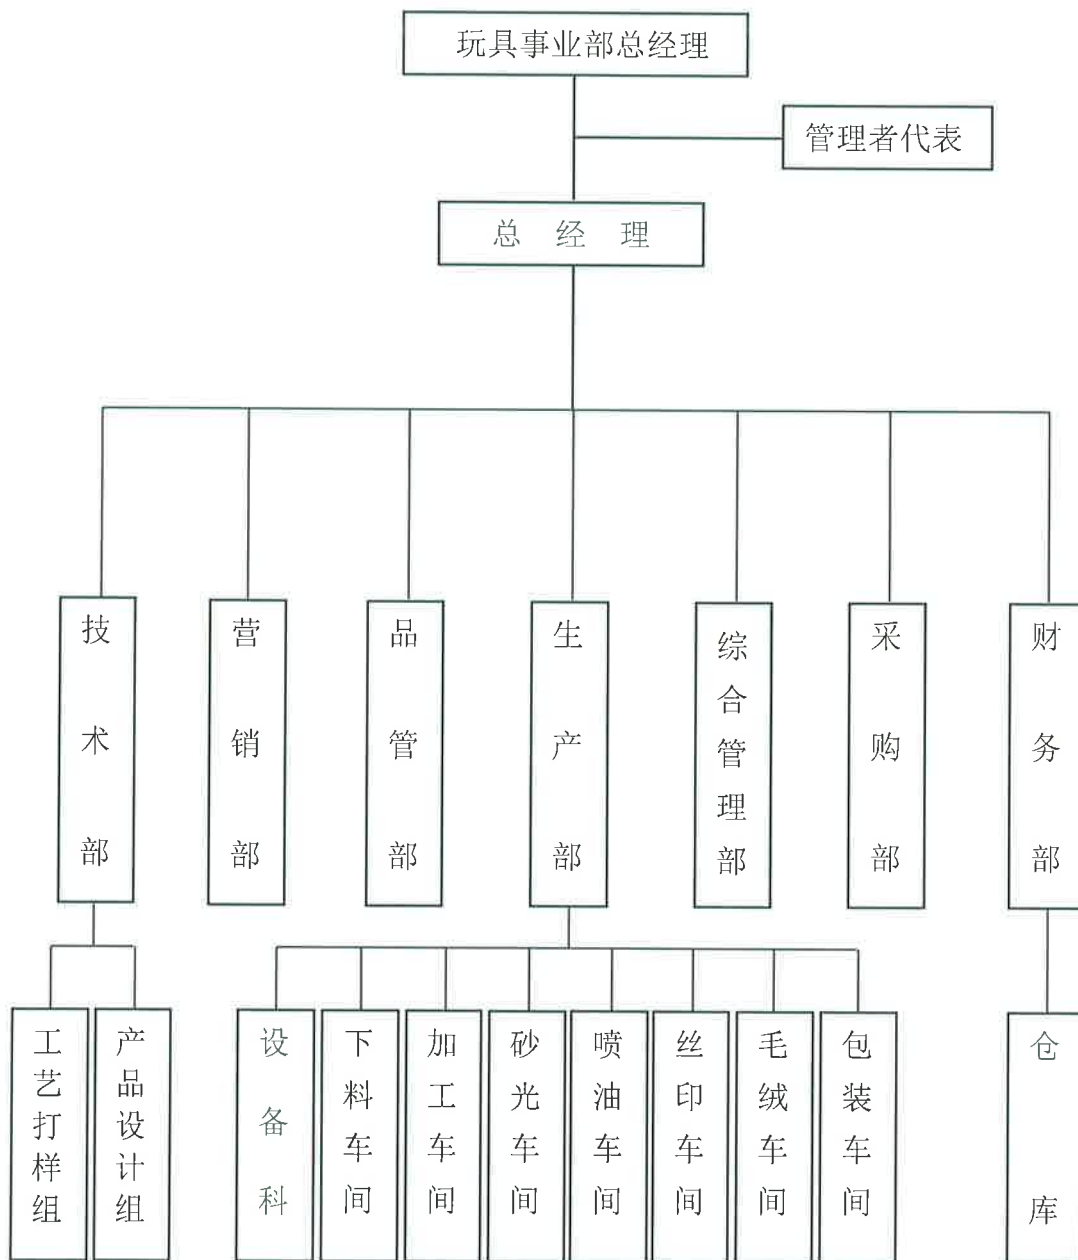 玩具事业部总经理
管理者代表
总 经 理
技术部
营销部
品管部
生产部
综合管理部
采购部
财务部
工艺打样组
产品设计组
设备科
下料车间
加工车间
砂光车间
喷油车间
丝印车间
毛绒车间
包装车间
仓库